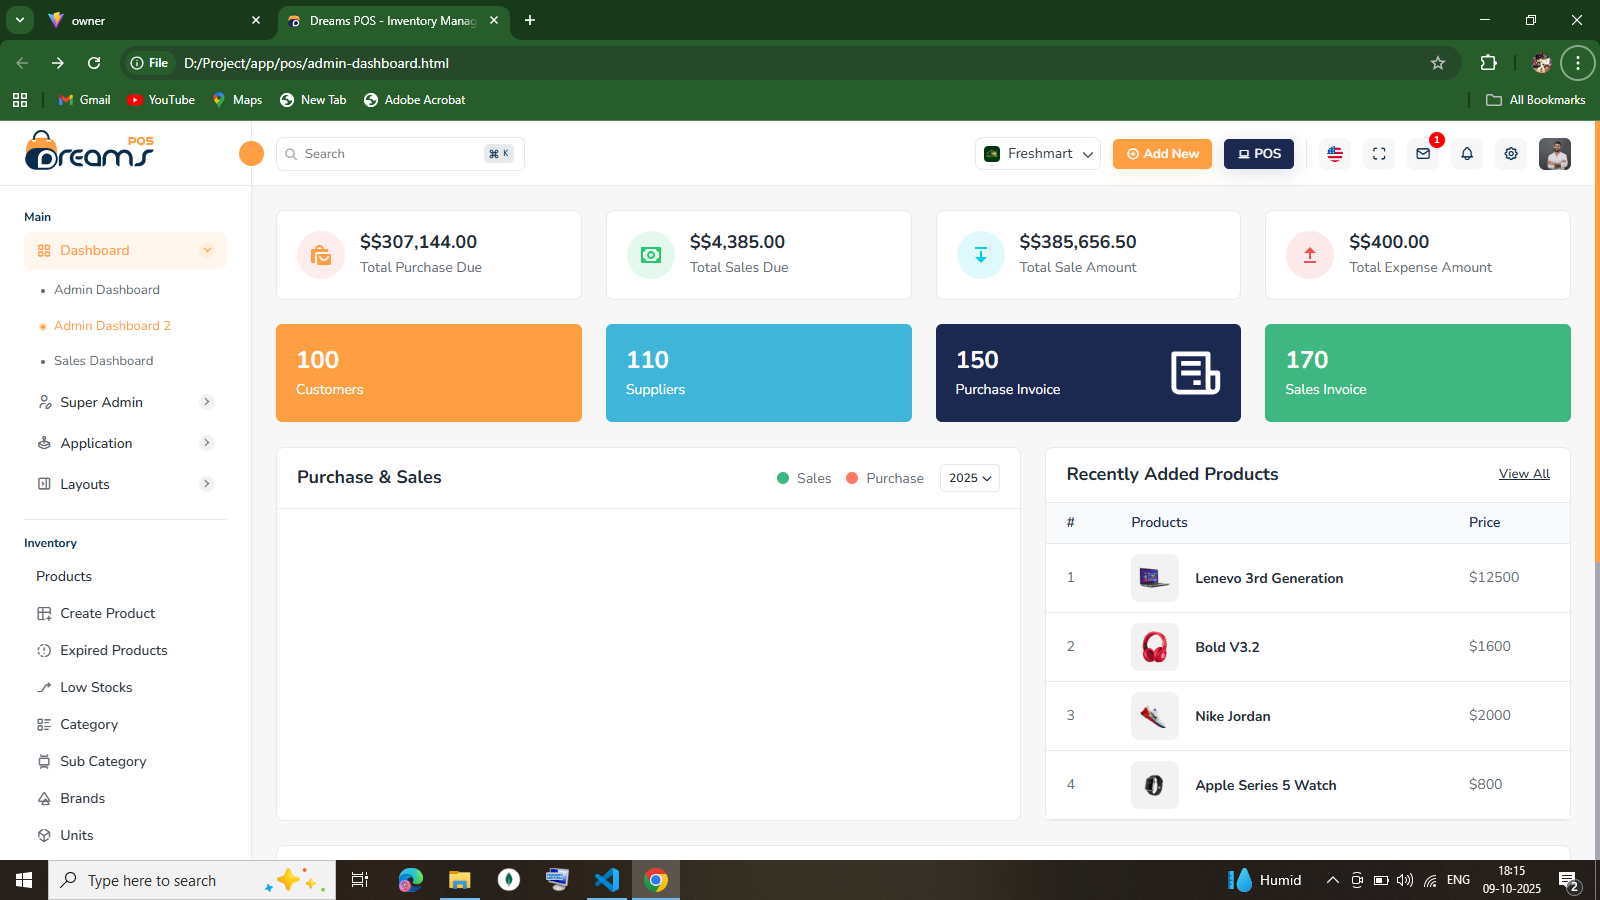 owner
Dreams POS - Inventory Manag
File
D:/Project/app/pos/admin-dashboard.html
Gmail
YouTube
Maps
New Tab
Adobe Acrobat
All Bookmarks
Dreams POS
Search
⌘ K
Freshmart
Add New
POS
1
Main
Dashboard
Admin Dashboard
Admin Dashboard 2
Sales Dashboard
Super Admin
Application
Layouts
Inventory
Products
Create Product
Expired Products
Low Stocks
Category
Sub Category
Brands
Units
$$307,144.00
Total Purchase Due
$$4,385.00
Total Sales Due
$$385,656.50
Total Sale Amount
$$400.00
Total Expense Amount
100
Customers
110
Suppliers
150
Purchase Invoice
170
Sales Invoice
Purchase & Sales
Sales
Purchase
2025
Recently Added Products
View All
# Products Price
1 Lenevo 3rd Generation $12500
2 Bold V3.2 $1600
3 Nike Jordan $2000
4 Apple Series 5 Watch $800
Type here to search
Humid
ENG
18:15
09-10-2025
2